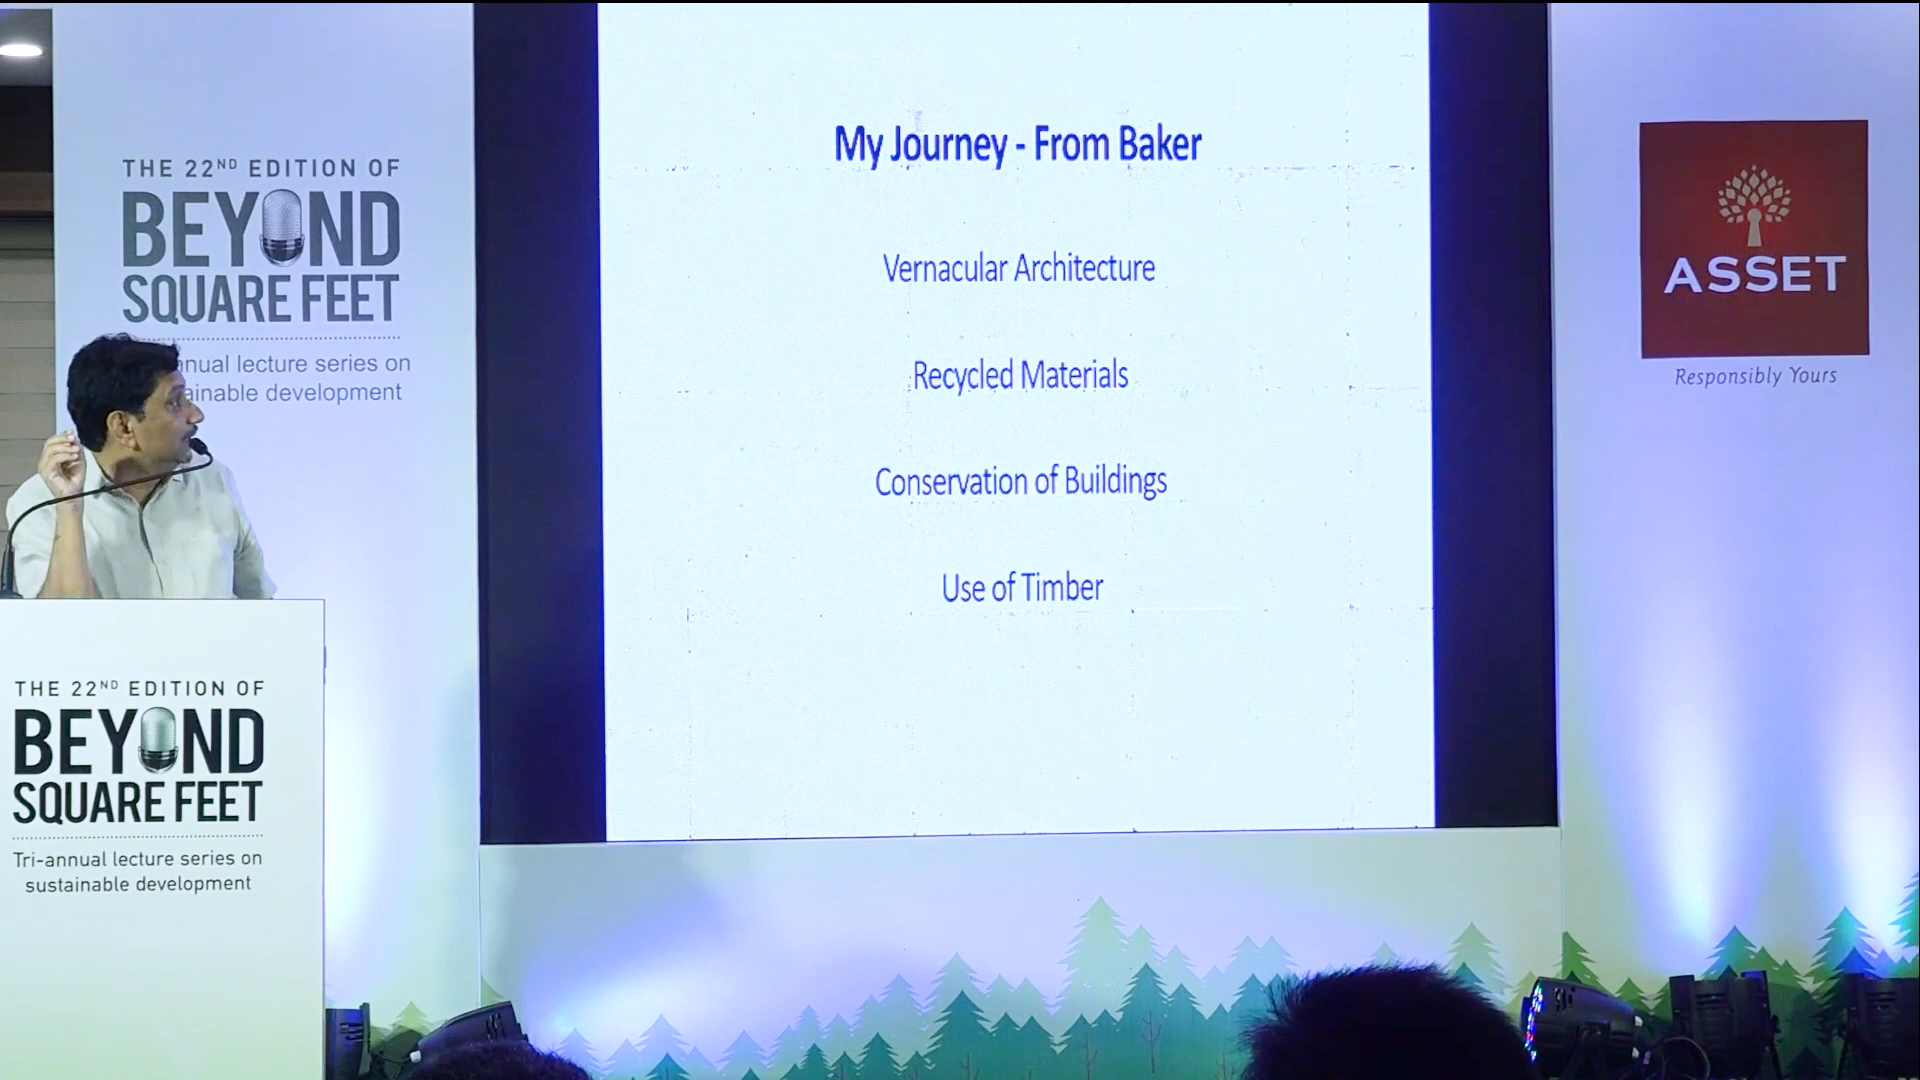 THE 22ND EDITION OF
BEYOND
SQUARE FEET
annual lecture series on
ainable development
My Journey - From Baker
Vernacular Architecture
Recycled Materials
Conservation of Buildings
Use of Timber
ASSET
Responsibly Yours
THE 22ND EDITION OF
BEYOND
SQUARE FEET
Tri-annual lecture series on
sustainable development